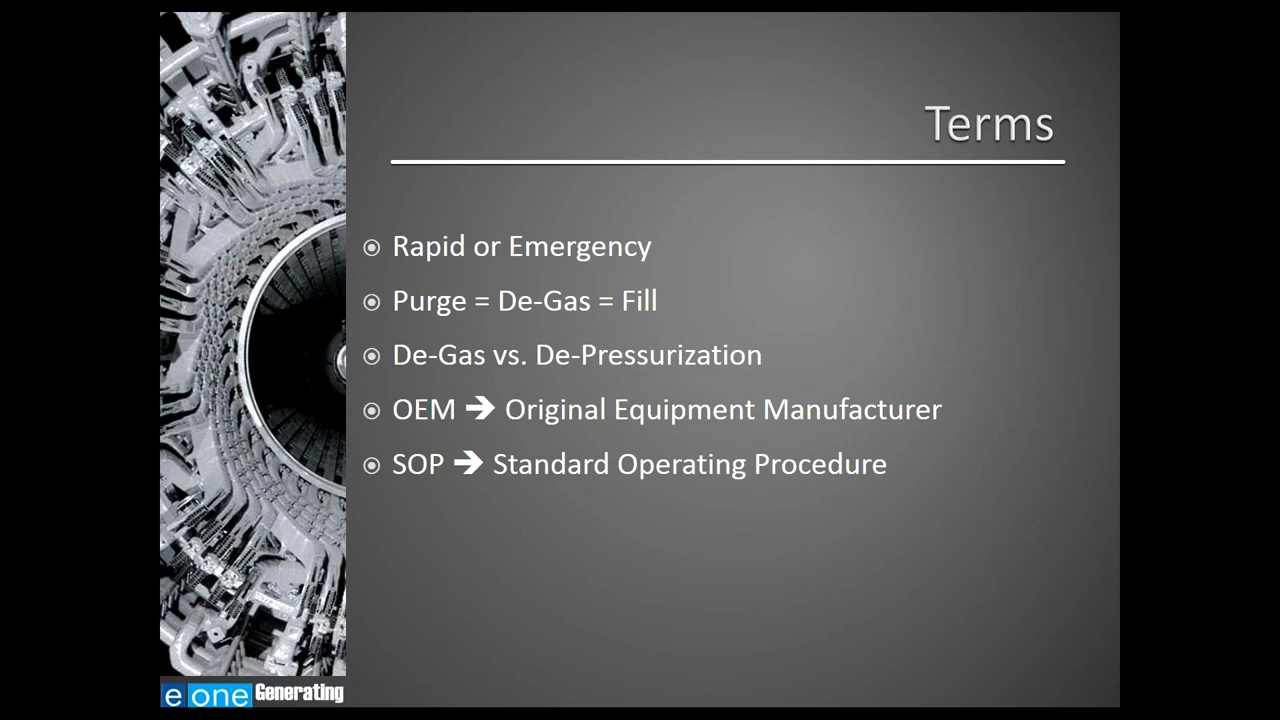 Terms
Rapid or Emergency
Purge = De-Gas = Fill
De-Gas vs. De-Pressurization
OEM 🡺 Original Equipment Manufacturer
SOP 🡺 Standard Operating Procedure
e one Generating